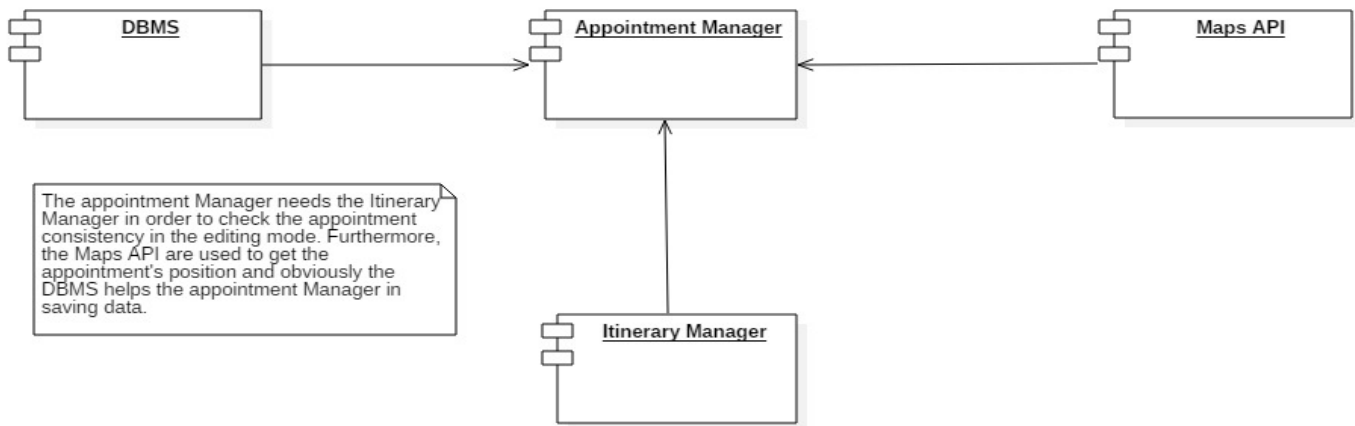 DBMS
Appointment Manager
Maps API
The appointment Manager needs the Itinerary
Manager in order to check the appointment
consistency in the editing mode. Furthermore,
the Maps API are used to get the
appointment's position and obviously the
DBMS helps the appointment Manager in
saving data.
Itinerary Manager